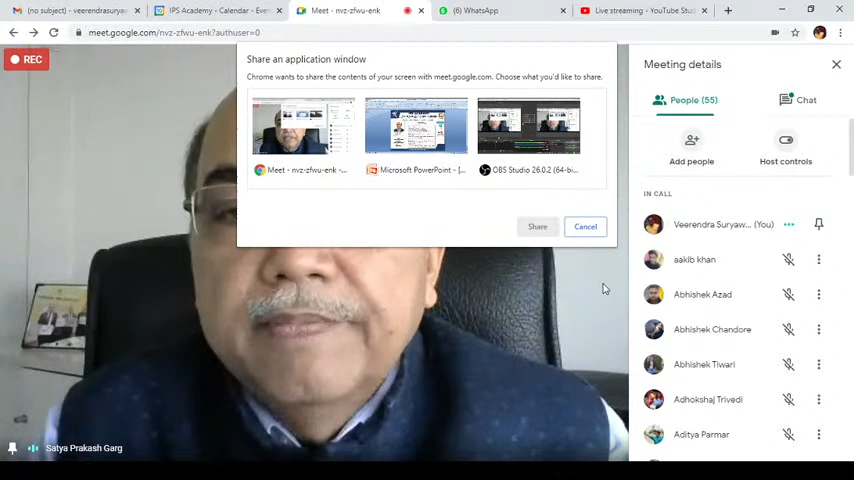 (no subject) - veerendrasuryaw
IPS Academy - Calendar - Eve
Meet - nvz-zfwu-enk
(6) WhatsApp
Live streaming - YouTube Stud
meet.google.com/nvz-zfwu-enk?authuser=0
REC
Share an application window
Chrome wants to share the contents of your screen with meet.google.com. Choose what you'd like to share.
Meet - nvz-zfwu-enk -...
Microsoft PowerPoint - [...
OBS Studio 26.0.2 (64-bi...
Share
Cancel
Meeting details
People (55)
Chat
Add people
Host controls
IN CALL
Veerendra Suryaw... (You)
aakib khan
Abhishek Azad
Abhishek Chandore
Abhishek Tiwari
Adhokshaj Trivedi
Aditya Parmar
Satya Prakash Garg